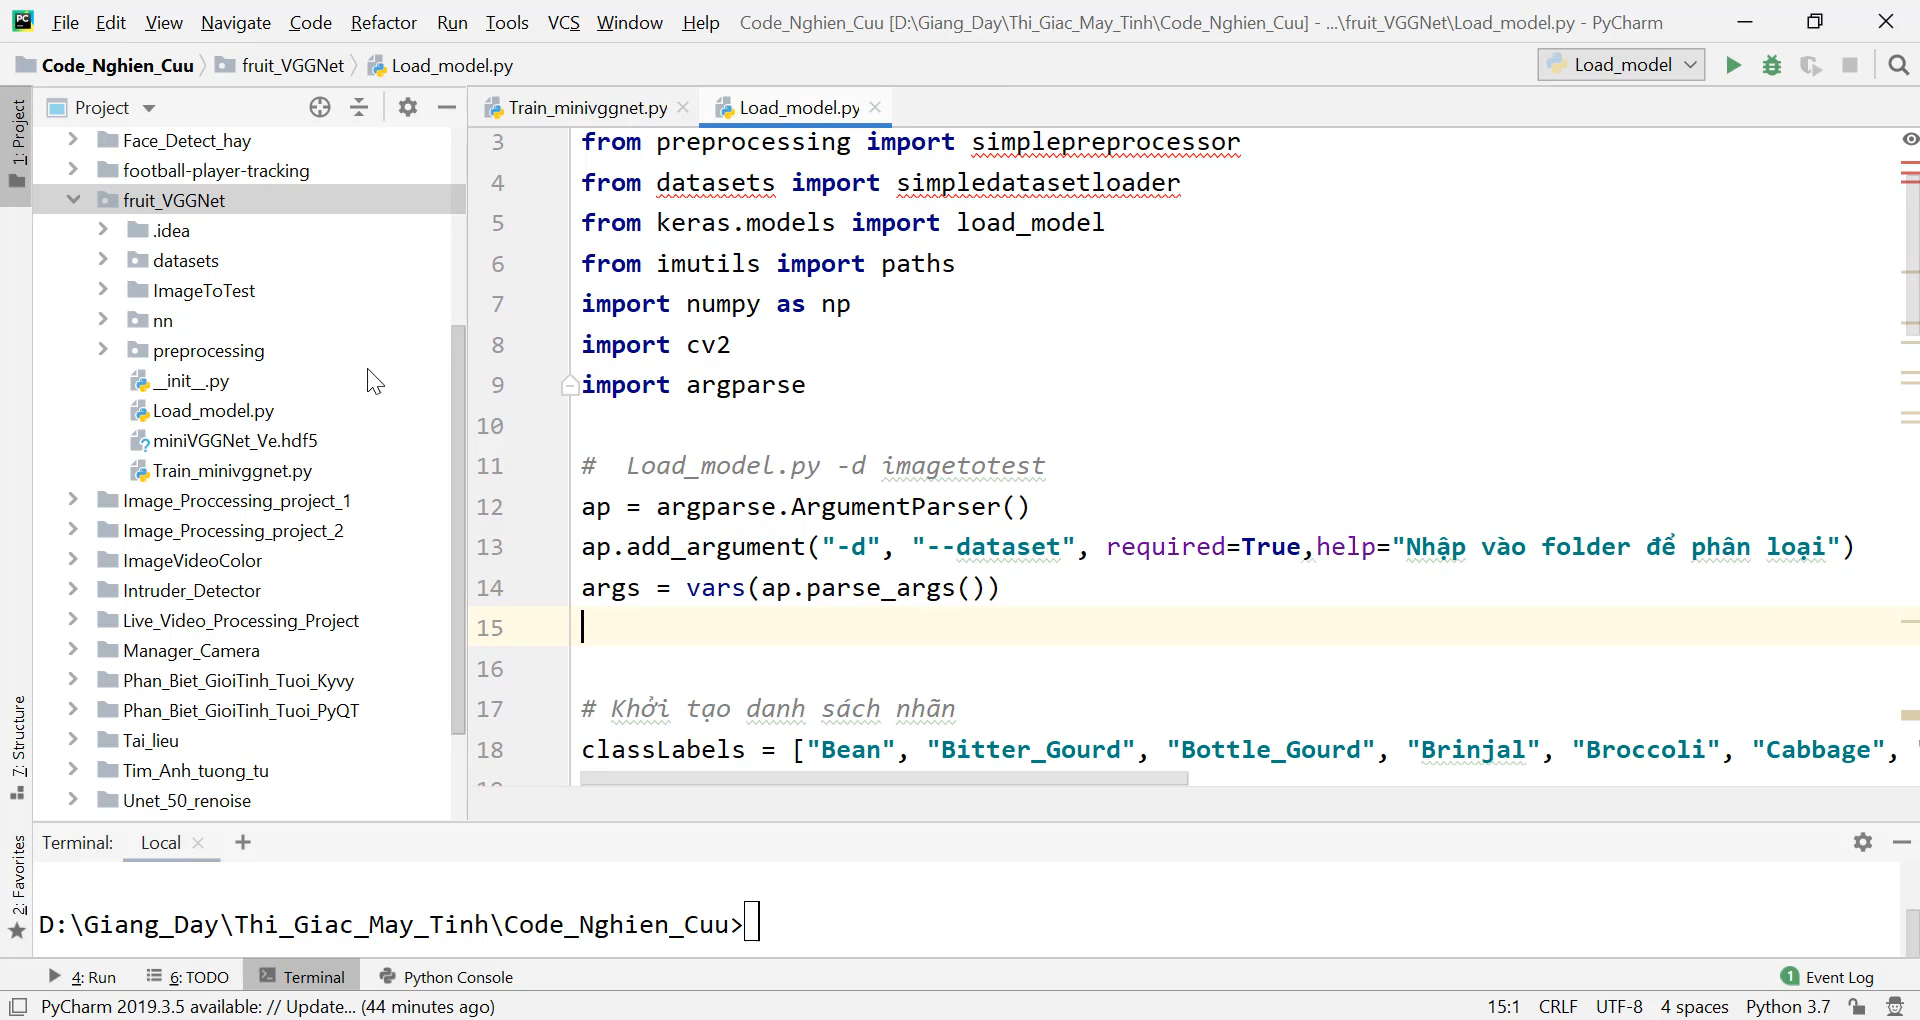 File Edit View Navigate Code Refactor Run Tools VCS Window Help Code_Nghien_Cuu [D:\Giang_Day\Thi_Giac_May_Tinh\Code_Nghien_Cuu] - ...\fruit_VGGNet\Load_model.py - PyCharm
Code_Nghien_Cuu fruit_VGGNet Load_model.py Load_model
1: Project
Project
Train_minivggnet.py Load_model.py
Face_Detect_hay
football-player-tracking
fruit_VGGNet
.idea
datasets
ImageToTest
nn
preprocessing
__init__.py
Load_model.py
miniVGGNet_Ve.hdf5
Train_minivggnet.py
Image_Proccessing_project_1
Image_Processing_project_2
ImageVideoColor
Intruder_Detector
Live_Video_Processing_Project
Manager_Camera
Phan_Biet_GioiTinh_Tuoi_Kyvy
Phan_Biet_GioiTinh_Tuoi_PyQT
Tai_lieu
Tim_Anh_tuong_tu
Unet_50_renoise
3 from preprocessing import simplepreprocessor
4 from datasets import simpledatasetloader
5 from keras.models import load_model
6 from imutils import paths
7 import numpy as np
8 import cv2
9 import argparse
10
11 # Load_model.py -d imagetotest
12 ap = argparse.ArgumentParser()
13 ap.add_argument("-d", "--dataset", required=True,help="Nhập vào folder để phân loại")
14 args = vars(ap.parse_args())
15
16
17 # Khởi tạo danh sách nhãn
18 classLabels = ["Bean", "Bitter_Gourd", "Bottle_Gourd", "Brinjal", "Broccoli", "Cabbage",
7: Structure
2: Favorites
Terminal: Local
D:\Giang_Day\Thi_Giac_May_Tinh\Code_Nghien_Cuu>
4: Run 6: TODO Terminal Python Console 1 Event Log
PyCharm 2019.3.5 available: // Update... (44 minutes ago) 15:1 CRLF UTF-8 4 spaces Python 3.7